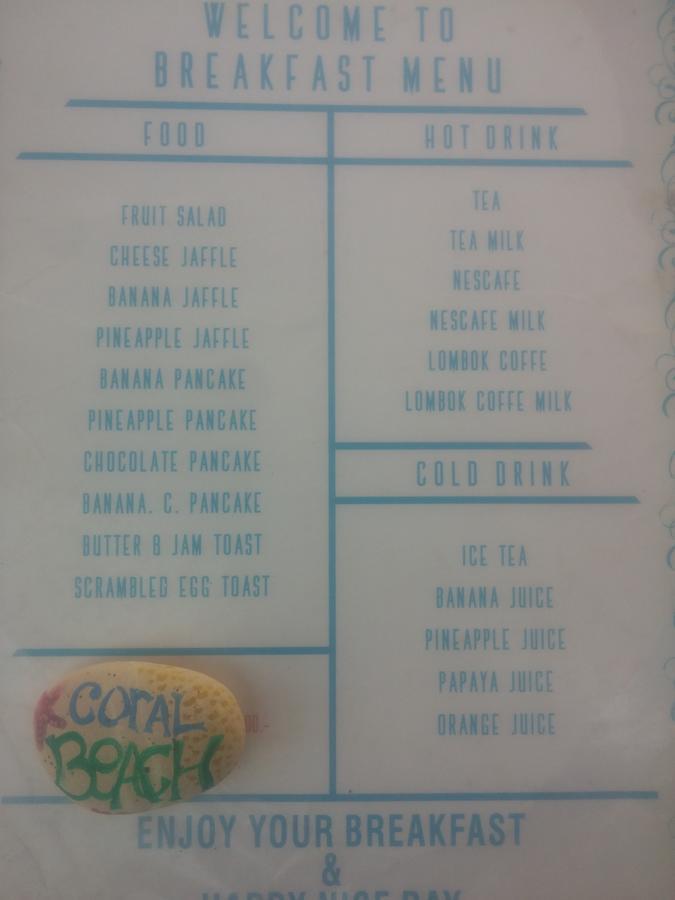 WELCOME TO
BREAKFAST MENU
FOOD
FRUIT SALAD
CHEESE JAFFLE
BANANA JAFFLE
PINEAPPLE JAFFLE
BANANA PANCAKE
PINEAPPLE PANCAKE
CHOCOLATE PANCAKE
BANANA. C. PANCAKE
BUTTER & JAM TOAST
SCRAMBLED EGG TOAST
HOT DRINK
TEA
TEA MILK
NESCAFE
NESCAFE MILK
LOMBOK COFFE
LOMBOK COFFE MILK
COLD DRINK
ICE TEA
BANANA JUICE
PINEAPPLE JUICE
PAPAYA JUICE
ORANGE JUICE
CORAL
BEACH
ENJOY YOUR BREAKFAST
&
HAPPY NICE DAY